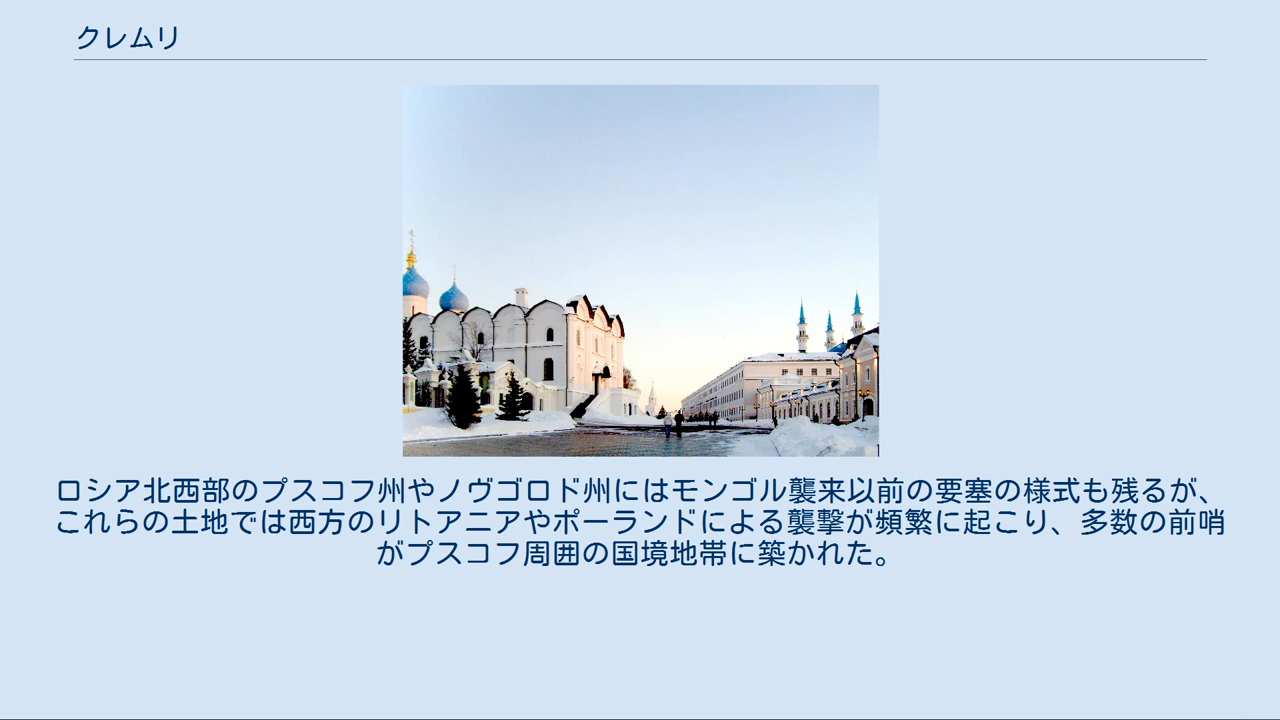 クレムリ
ロシア北西部のプスコフ州やノヴゴロド州にはモンゴル襲来以前の要塞の様式も残るが、
これらの土地では西方のリトアニアやポーランドによる襲撃が頻繁に起こり、多数の前哨
がプスコフ周囲の国境地帯に築かれた。